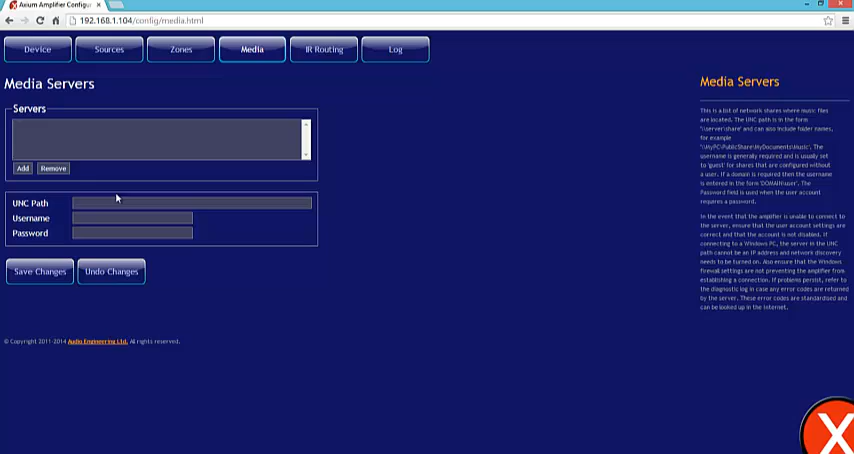 Axium Amplifier Configur
192.168.1.104/config/media.html
Device
Sources
Zones
Media
IR Routing
Log
Media Servers
Servers
Add
Remove
UNC Path
Username
Password
Save Changes
Undo Changes
© Copyright 2011-2014 Audio Engineering Ltd. All rights reserved.
Media Servers
This is a list of network shares where music files
are located. The UNC path is in the form
'\\server\share' and can also include folder names,
for example
'\\MyPC\PublicShare\MyDocuments\Music'. The
username is generally required and is usually set
to 'guest' for shares that are configured without
a user. If a domain is required then the username
is entered in the form 'DOMAIN\user'. The
Password field is used when the user account
requires a password.
In the event that the amplifier is unable to connect to
the server, ensure that the user account settings are
correct and that the account is not disabled. If
connecting to a Windows PC, the server in the UNC
path cannot be an IP address and network discovery
needs to be turned on. Also ensure that the Windows
firewall settings are not preventing the amplifier from
establishing a connection. If problems persist, refer to
the diagnostic log in case any error codes are returned
by the server. These error codes are standardised and
can be looked up in the Internet.
X